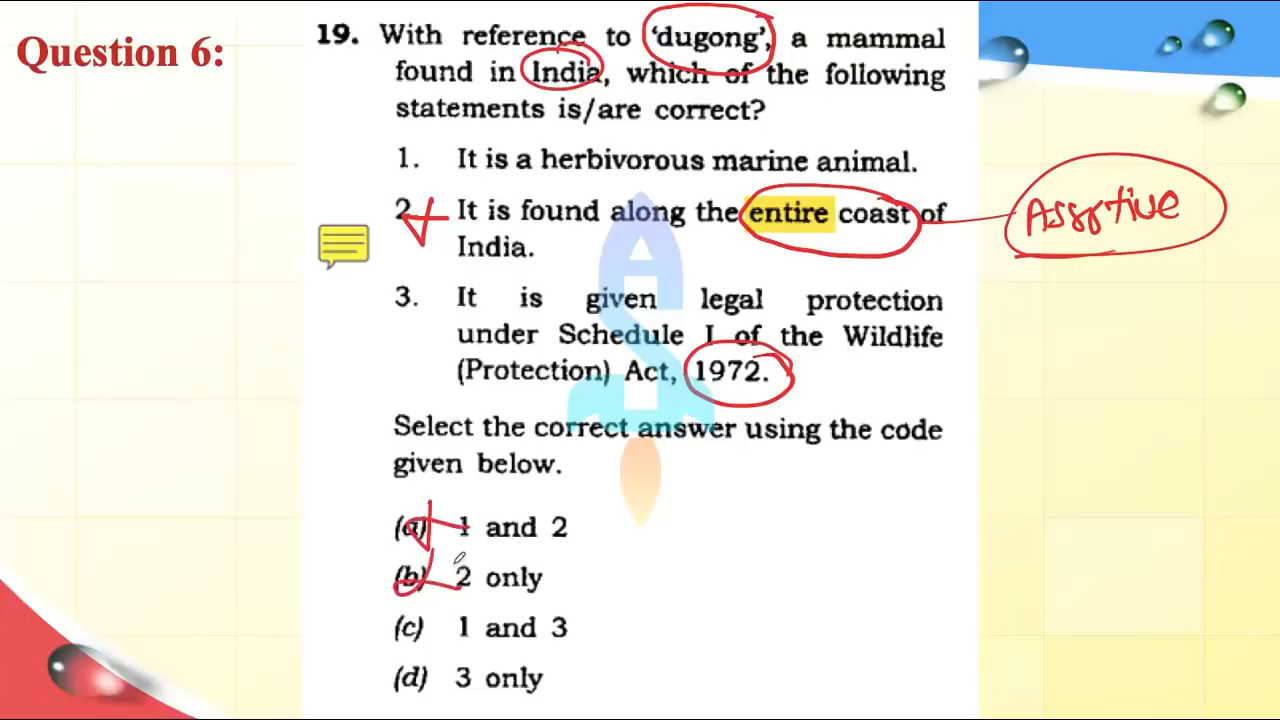 Question 6:
19. With reference to 'dugong', a mammal
found in India, which of the following
statements is/are correct?
1. It is a herbivorous marine animal.
2. It is found along the entire coast of
India.
Assrtive
3. It is given legal protection
under Schedule I of the Wildlife
(Protection) Act, 1972.
Select the correct answer using the code
given below.
(a) 1 and 2
(b) 2 only
(c) 1 and 3
(d) 3 only